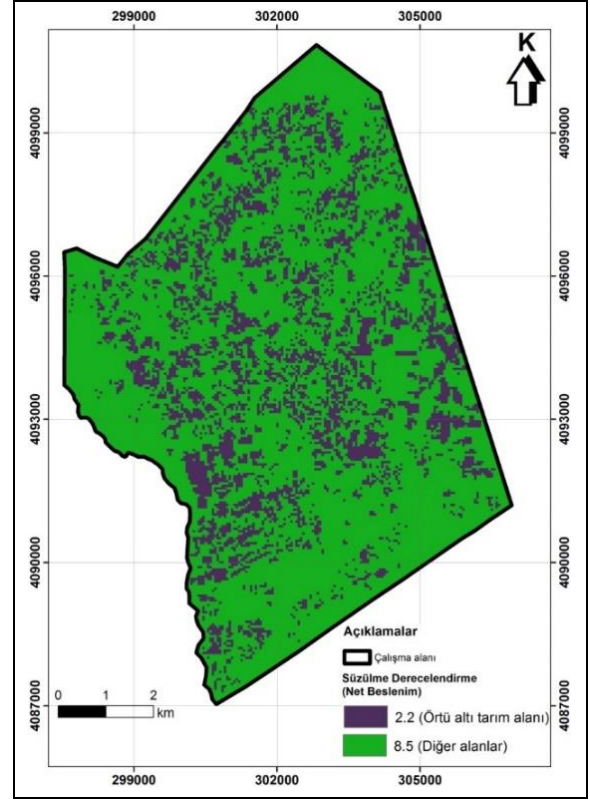 299000 302000 305000
K
4099000 4099000
4096000 4096000
4093000 4093000
4090000 4090000
Açıklamalar
Çalışma alanı
Süzülme Derecelendirme
(Net Beslenim)
0 1 2
km
4087000 4087000
2.2 (Örtü altı tarım alanı)
8.5 (Diğer alanlar)
299000 302000 305000